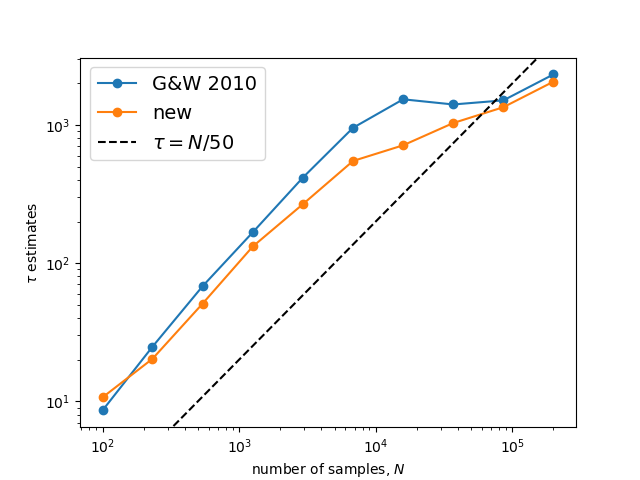 G&W 2010
new
τ = N/50
10³
10²
10¹
τ estimates
10² 10³ 10⁴ 10⁵
number of samples, N